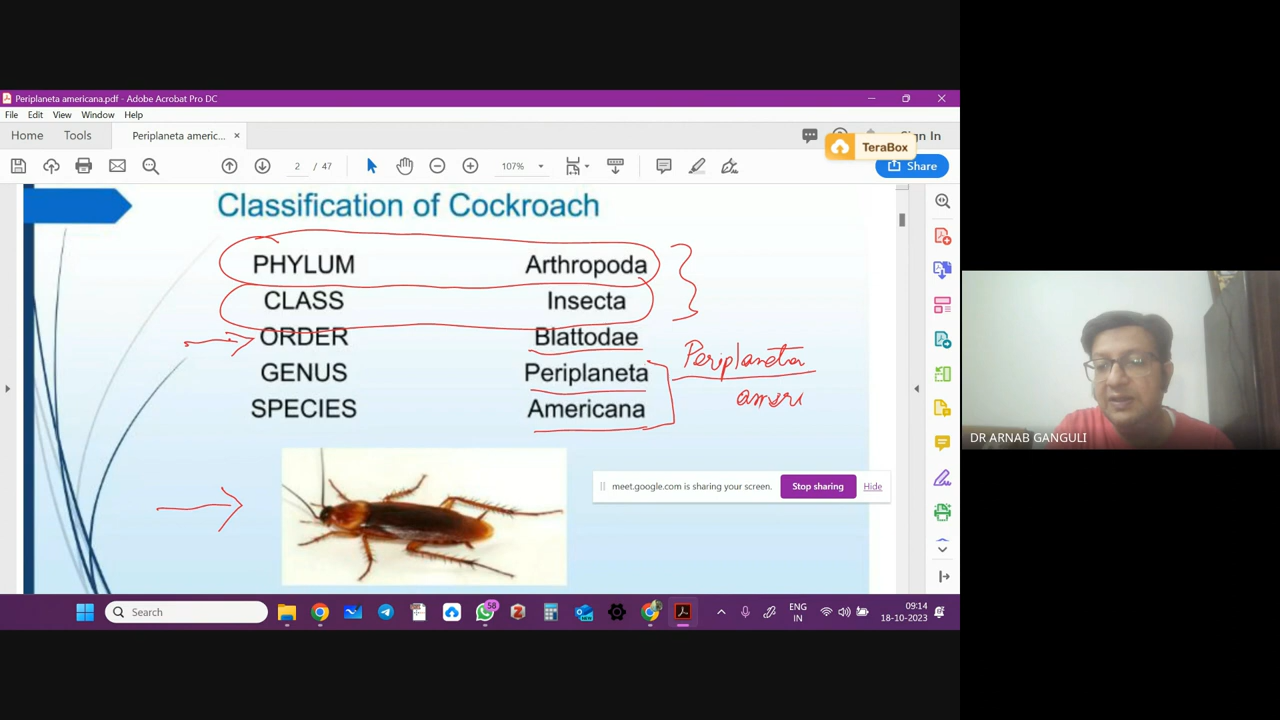 Periplaneta americana.pdf - Adobe Acrobat Pro DC
File Edit View Window Help
Home Tools Periplaneta americ... × Sign In
TeraBox
2 / 47 107% Share
Classification of Cockroach
PHYLUM Arthropoda
CLASS Insecta
ORDER Blattodae
GENUS Periplaneta
SPECIES Americana
Periplaneta
ameri
meet.google.com is sharing your screen. Stop sharing Hide
DR ARNAB GANGULI
Search 58 ENG
IN
09:14
18-10-2023